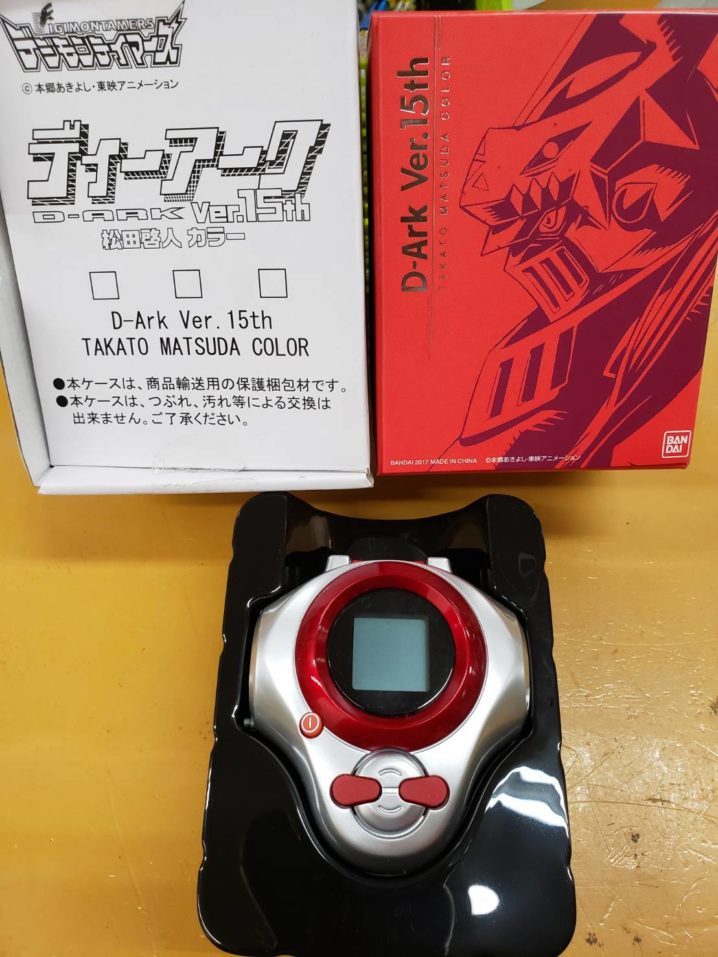 DIGIMONTAMERS
デジモンテイマーズ
©本郷あきよし・東映アニメーション
ディーアーク
D-ARK Ver.15th
松田啓人 カラー
D-Ark Ver.15th
TAKATO MATSUDA COLOR
●本ケースは、商品輸送用の保護梱包材です。
●本ケースは、つぶれ、汚れ等による交換は
出来ません。ご了承ください。
D-Ark Ver.15th
TAKATO MATSUDA COLOR
BANDAI 2017 MADE IN CHINA ©本郷あきよし・東映アニメーション
BAN
DAI